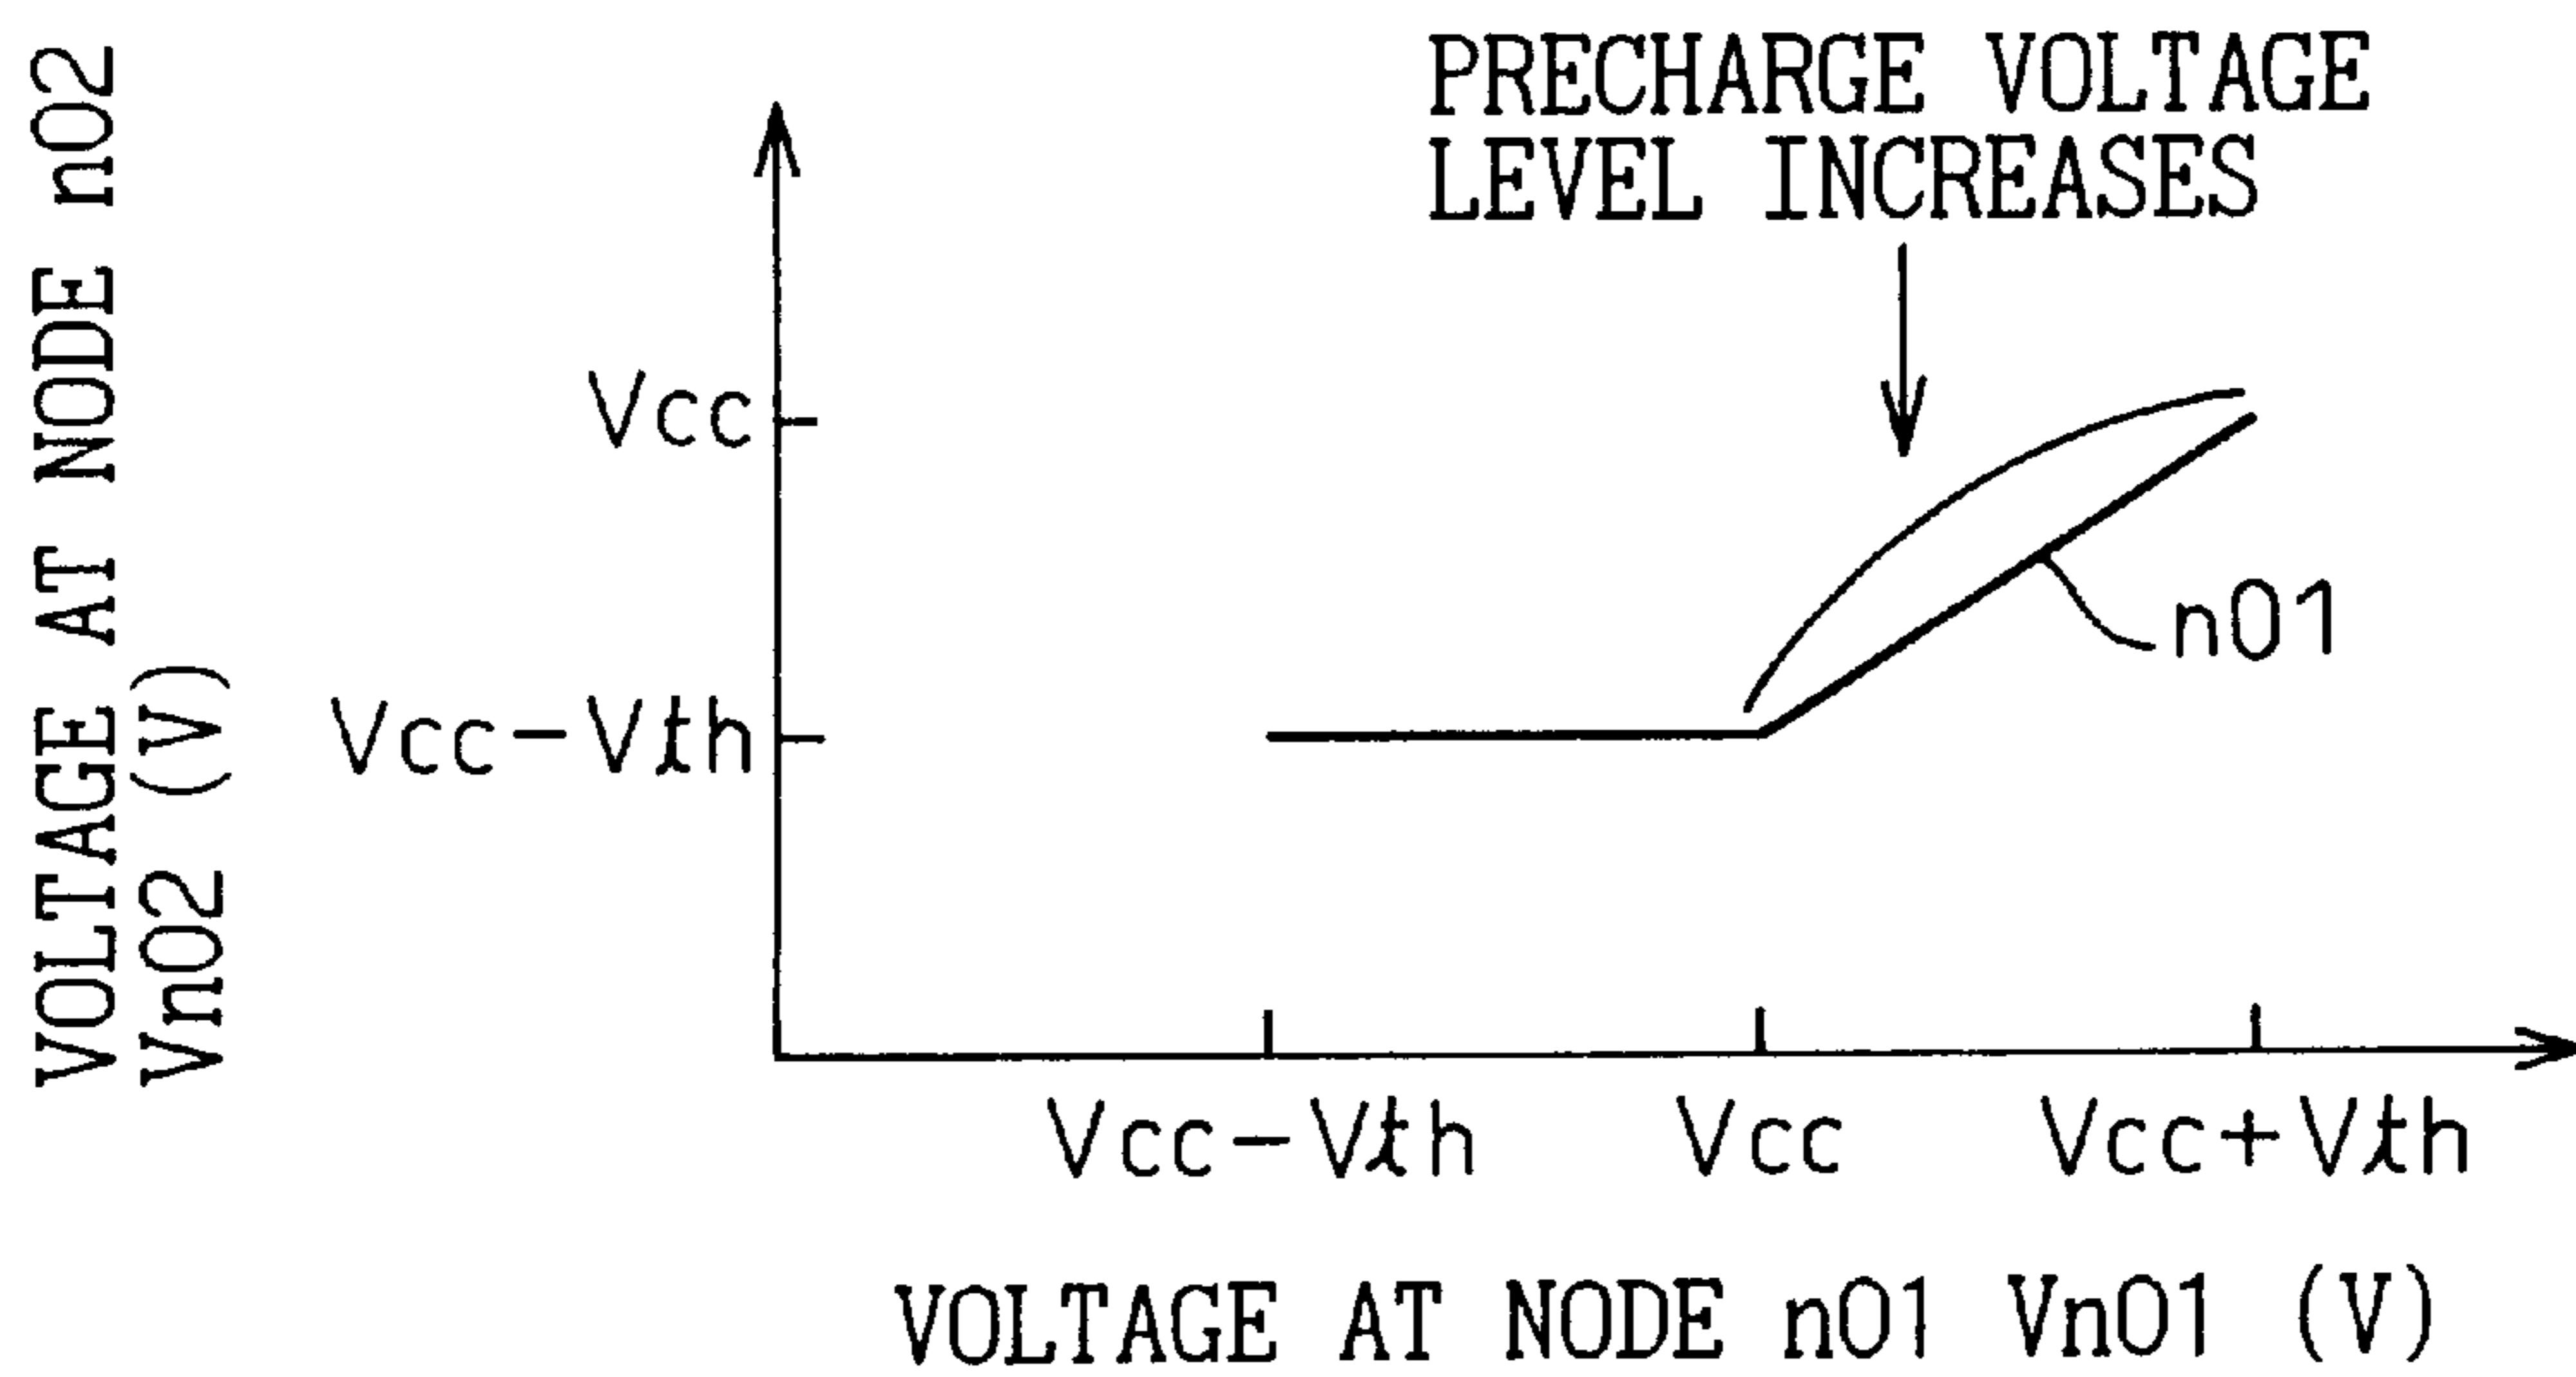 VOLTAGE AT NODE n02
Vn02 (V)
PRECHARGE VOLTAGE
LEVEL INCREASES
Vcc
Vcc-Vth
n01
Vcc-Vth
Vcc
Vcc+Vth
VOLTAGE AT NODE n01 Vn01 (V)